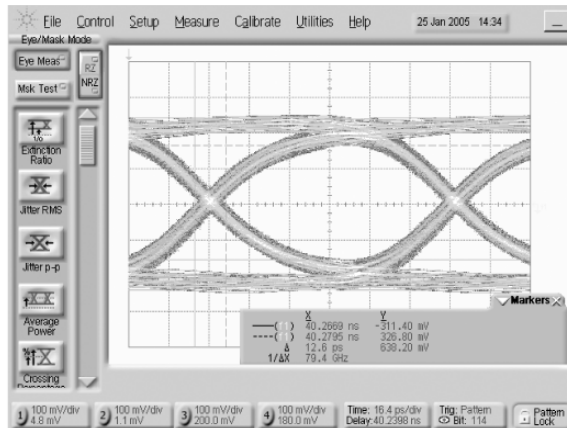 File Control Setup Measure Calibrate Utilities Help 25 Jan 2005 14:34
Eye/Mask Mode
Eye Meas
RZ
NRZ
Msk Test
Extinction
Ratio
Jitter RMS
Jitter p-p
Average
Power
Crossing
Markers
X Y
40.2669 ns -311.40 mV
40.2795 ns 326.80 mV
Δ 12.6 ps 638.20 mV
1/ΔX 79.4 GHz
1) 100 mV/div 4.8 mV
2) 100 mV/div 1.1 mV
3) 100 mV/div 200.0 mV
4) 100 mV/div 180.0 mV
Time: 16.4 ps/div
Delay:40.2398 ns
Trig: Pattern
Bit: 114
Pattern
Lock